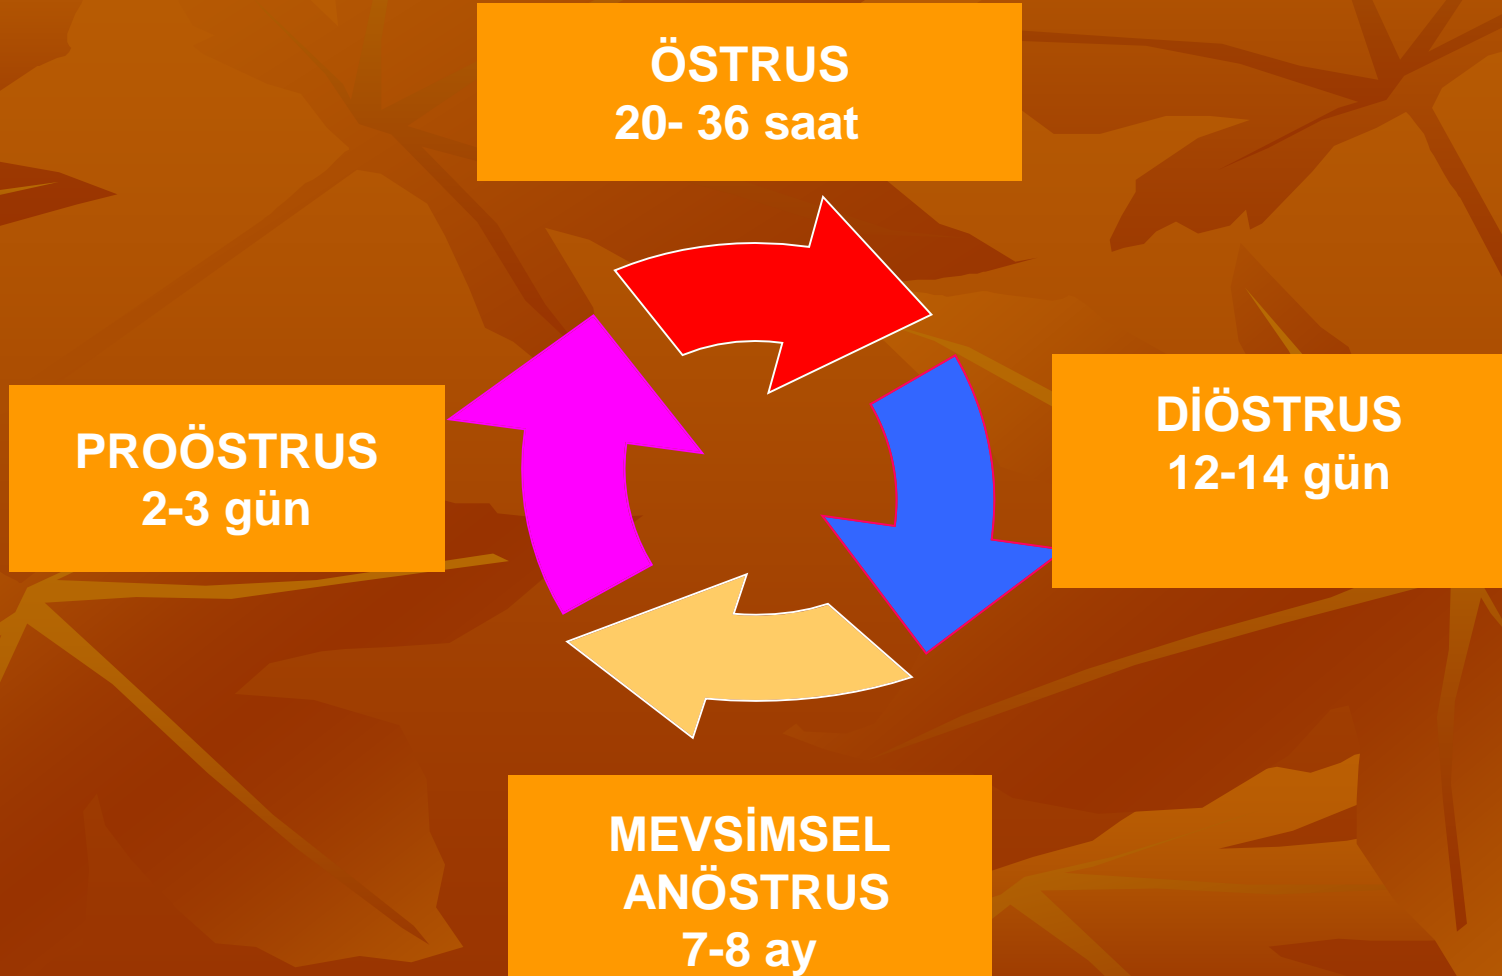 ÖSTRUS
20- 36 saat
PROÖSTRUS
2-3 gün
DİÖSTRUS
12-14 gün
MEVSİMSEL
ANÖSTRUS
7-8 ay